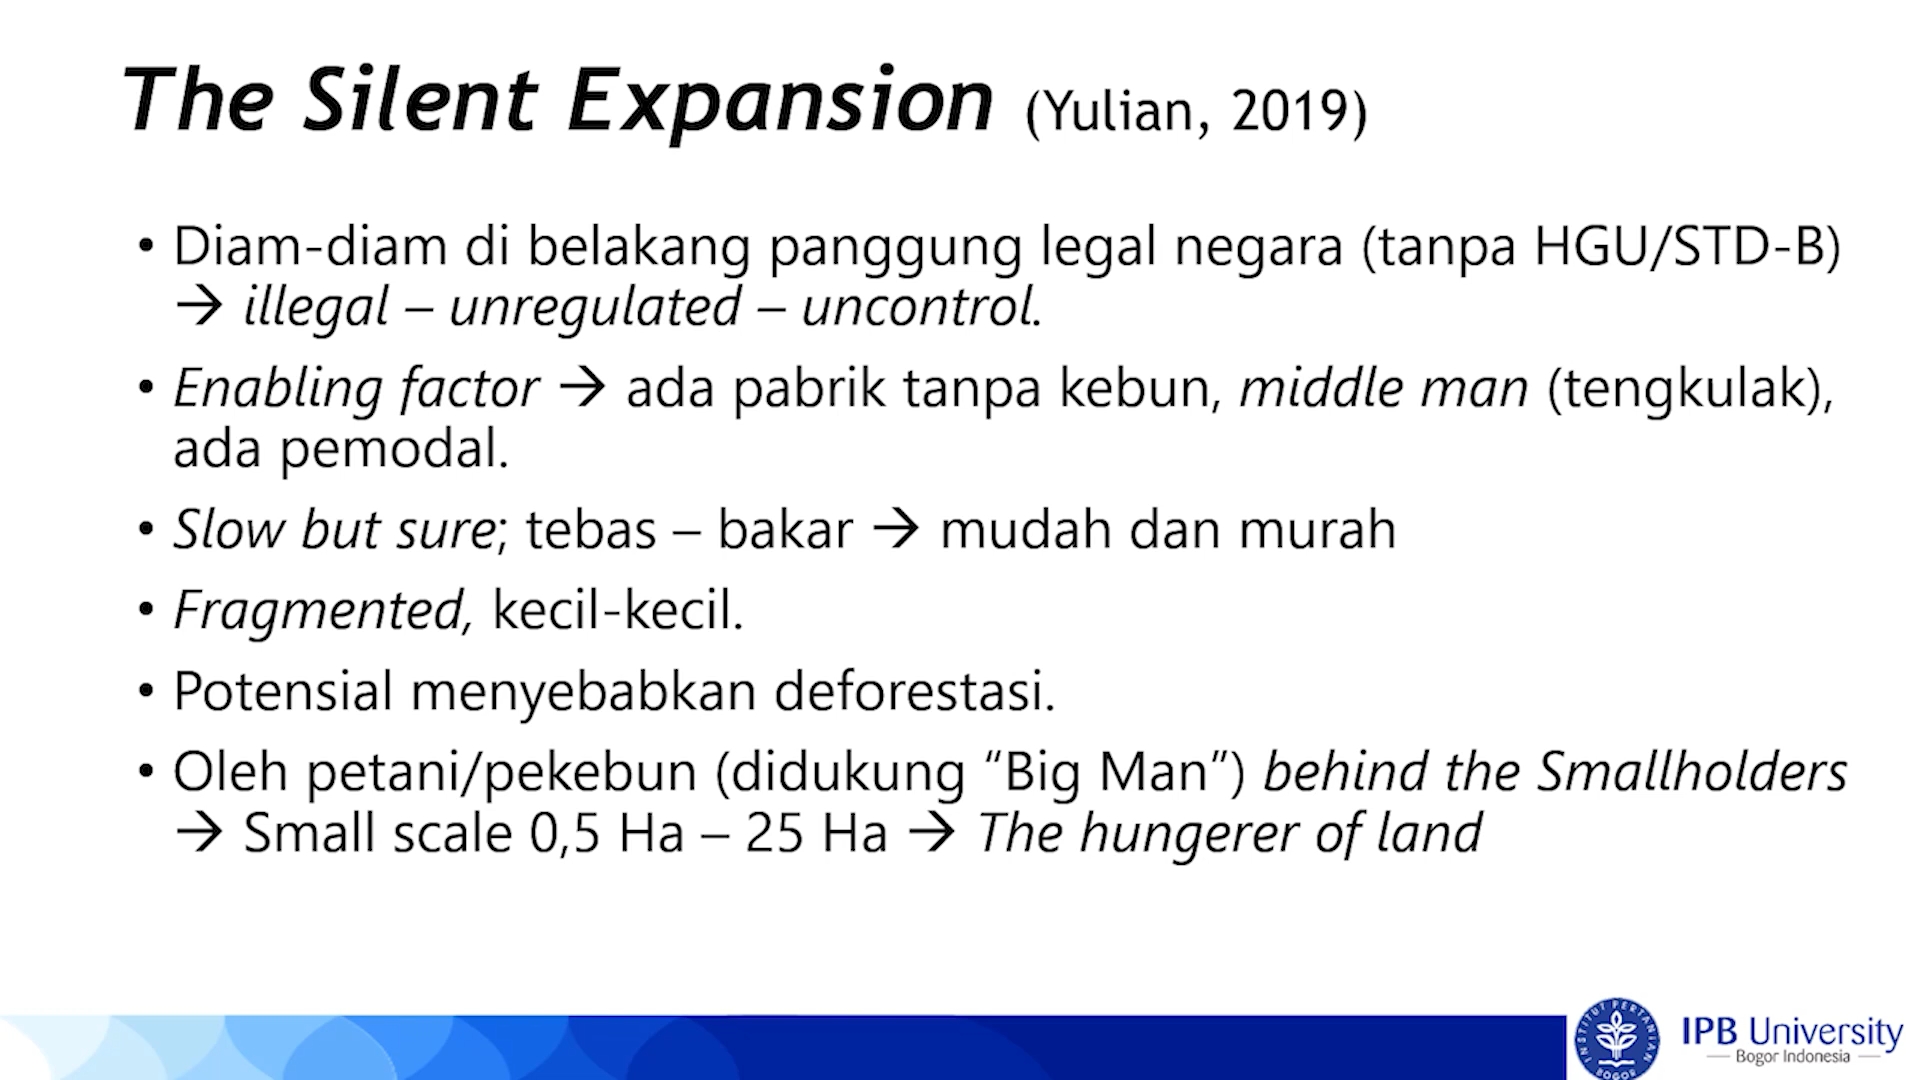 The Silent Expansion (Yulian, 2019)
• Diam-diam di belakang panggung legal negara (tanpa HGU/STD-B)
→ illegal – unregulated – uncontrol.
• Enabling factor → ada pabrik tanpa kebun, middle man (tengkulak),
ada pemodal.
• Slow but sure; tebas – bakar → mudah dan murah
• Fragmented, kecil-kecil.
• Potensial menyebabkan deforestasi.
• Oleh petani/pekebun (didukung “Big Man”) behind the Smallholders
→ Small scale 0,5 Ha – 25 Ha → The hungerer of land
INSTITUT PERTANIAN BOGOR
IPB University
Bogor Indonesia